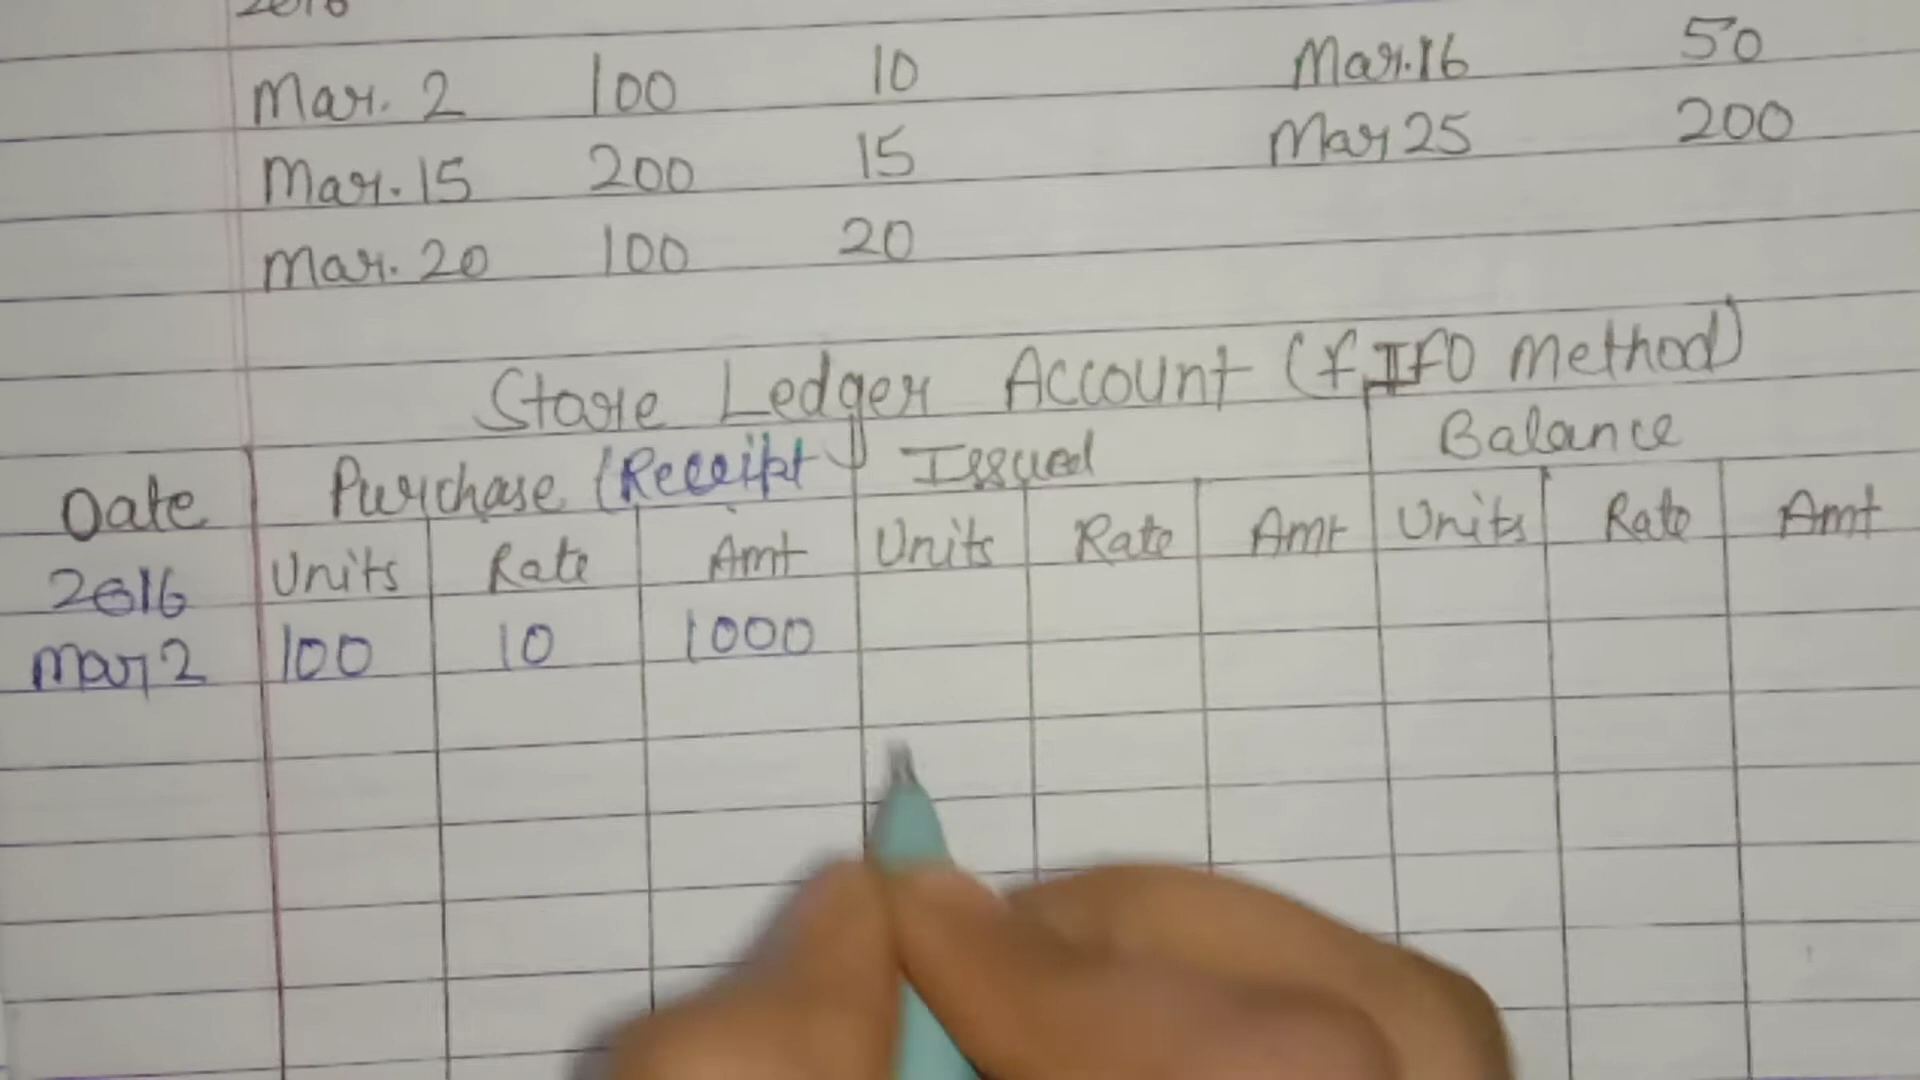 2016
Mar. 2 100 10 Mar.16 50
Mar. 15 200 15 Mar 25 200
Mar. 20 100 20
Store Ledger Account (FIFO Method)
Date Purchase (Receipt) Issued Balance
2016 Units Rate Amt Units Rate Amt Units Rate Amt
Mar 2 100 10 1000